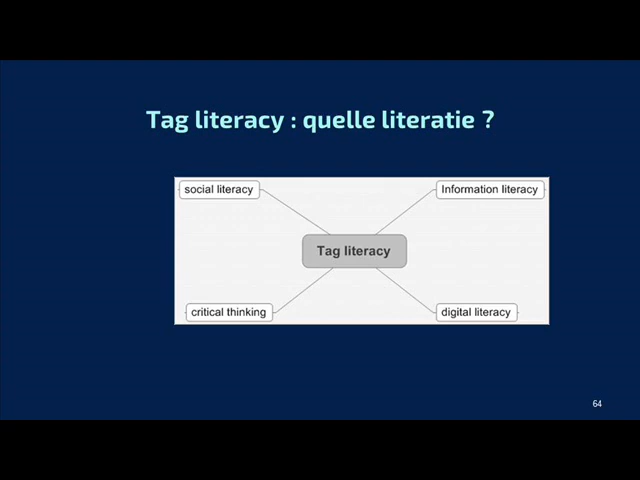 Tag literacy : quelle literatie ?
social literacy
Information literacy
Tag literacy
critical thinking
digital literacy
64